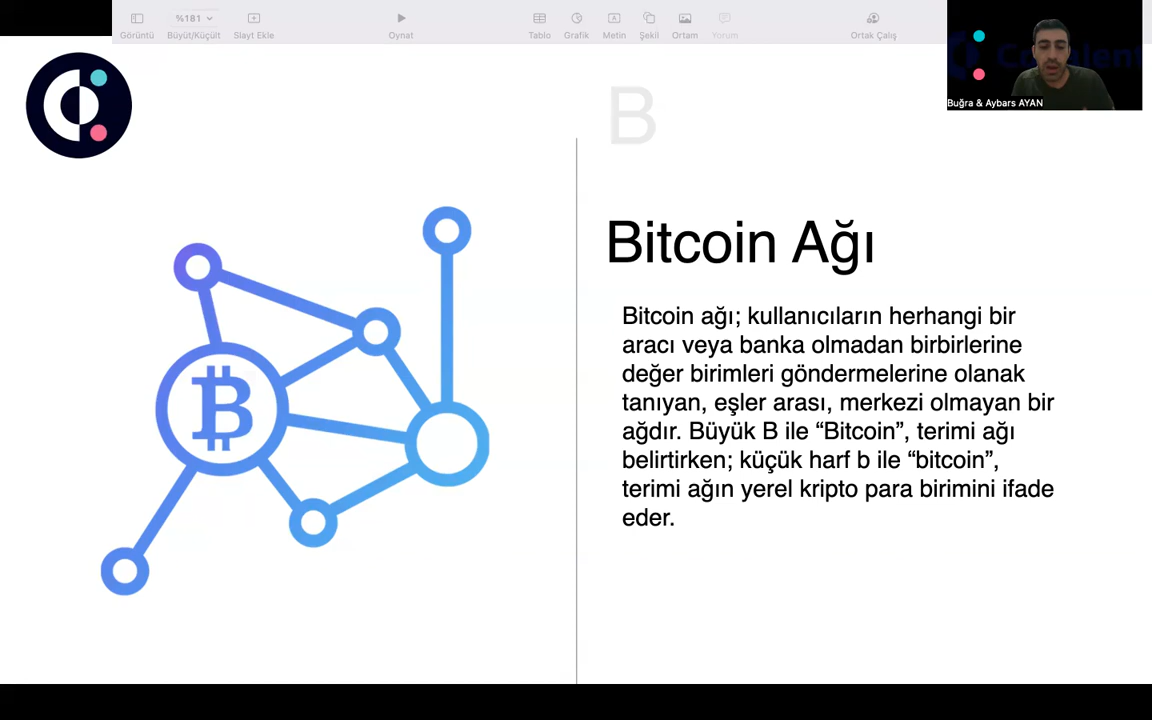 %181
Görüntü
Büyüt/Küçült
Slayt Ekle
Oynat
Tablo
Grafik
Metin
Şekil
Ortam
Yorum
Ortak Çalış
Buğra & Aybars AYAN
B
Bitcoin Ağı
Bitcoin ağı; kullanıcıların herhangi bir
aracı veya banka olmadan birbirlerine
değer birimleri göndermelerine olanak
tanıyan, eşler arası, merkezi olmayan bir
ağdır. Büyük B ile “Bitcoin”, terimi ağı
belirtirken; küçük harf b ile “bitcoin”,
terimi ağın yerel kripto para birimini ifade
eder.